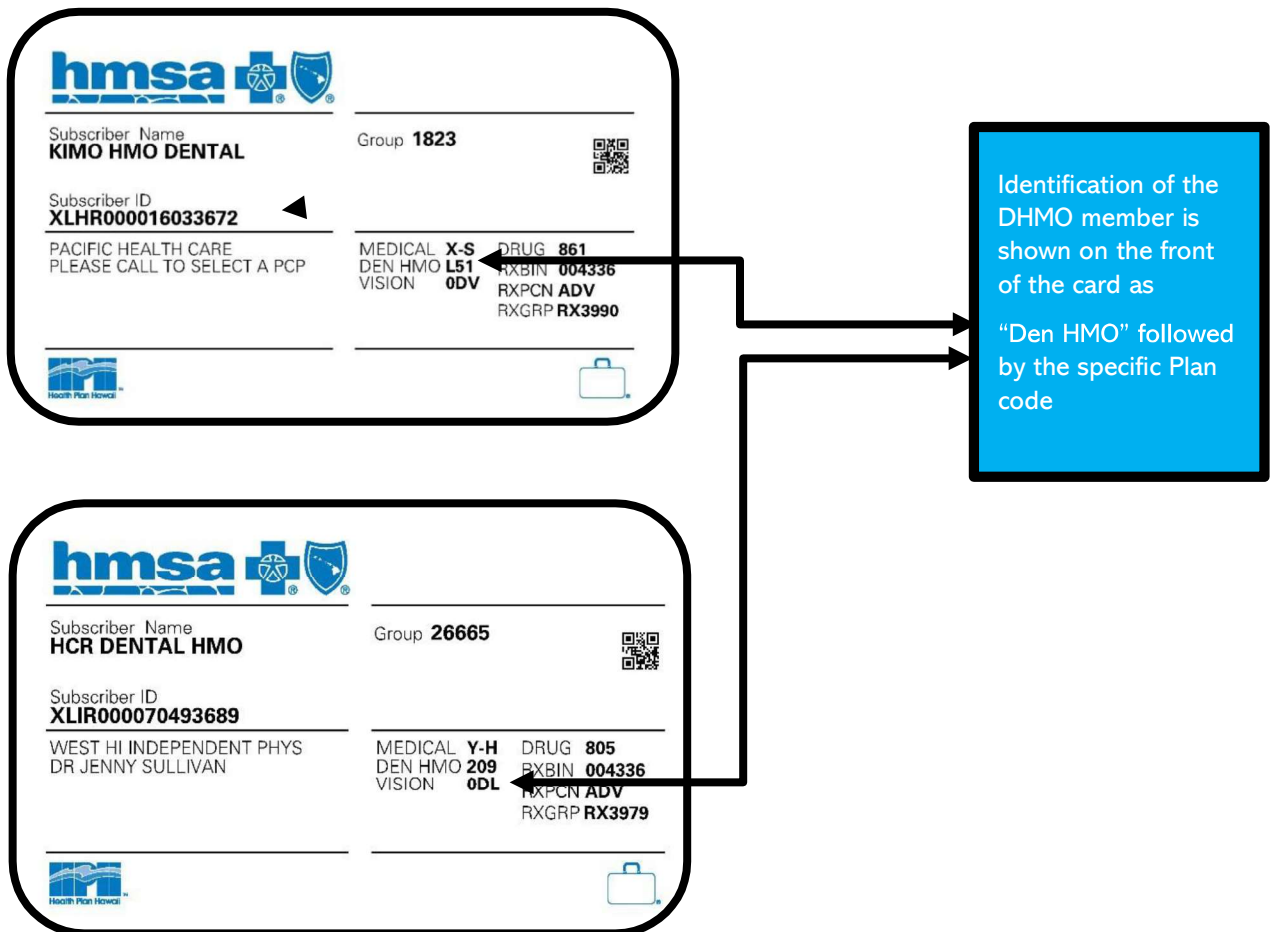 hmsa
Subscriber Name
KIMO HMO DENTAL
Group 1823
Subscriber ID
XLHR000016033672
PACIFIC HEALTH CARE
PLEASE CALL TO SELECT A PCP
MEDICAL X-S
DEN HMO L51
VISION 0DV
DRUG 861
RXBIN 004336
RXPCN ADV
RXGRP RX3990
Health Plan Hawaii
Identification of the
DHMO member is
shown on the front
of the card as
“Den HMO” followed
by the specific Plan
code
hmsa
Subscriber Name
HCR DENTAL HMO
Group 26665
Subscriber ID
XLIR000070493689
WEST HI INDEPENDENT PHYS
DR JENNY SULLIVAN
MEDICAL Y-H
DEN HMO 209
VISION 0DL
DRUG 805
RXBIN 004336
RXPCN ADV
RXGRP RX3979
Health Plan Hawaii